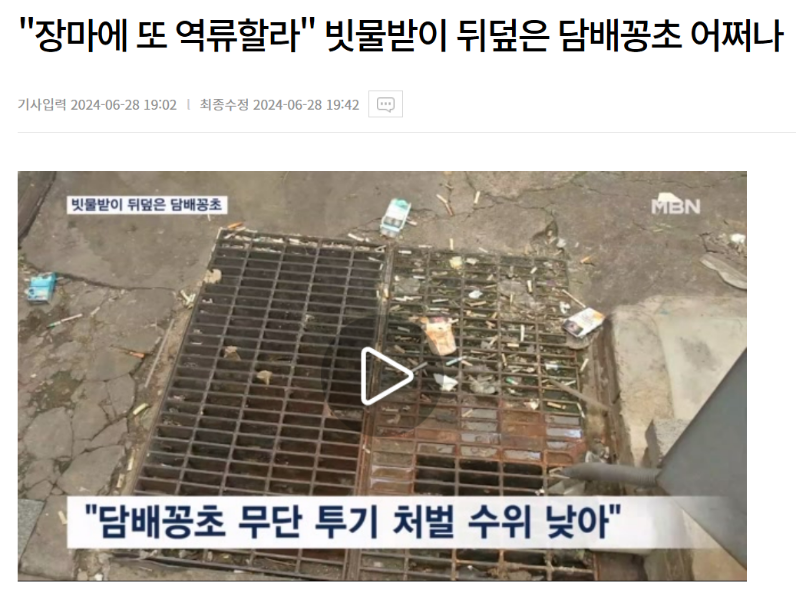 "장마에 또 역류할라" 빗물받이 뒤덮은 담배꽁초 어쩌나
기사입력 2024-06-28 19:02 | 최종수정 2024-06-28 19:42
빗물받이 뒤덮은 담배꽁초
MBN
"담배꽁초 무단 투기 처벌 수위 낮아"